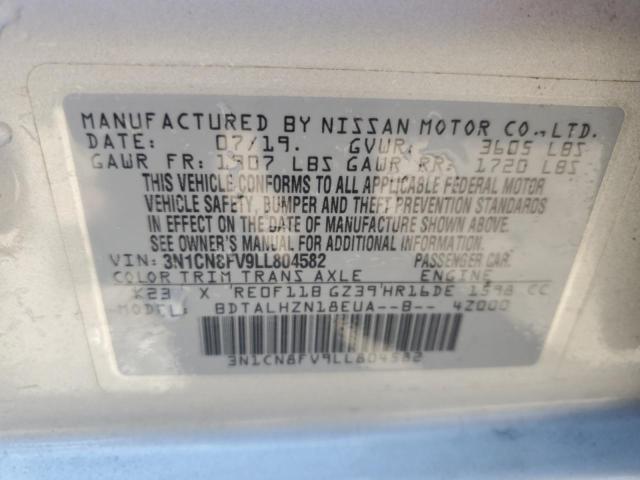 MANUFACTURED BY NISSAN MOTOR CO., LTD.
DATE: 07/19. GVWR: 3605 LBS
GAWR FR: 1907 LBS GAWR RR: 1720 LBS
THIS VEHICLE CONFORMS TO ALL APPLICABLE FEDERAL MOTOR
VEHICLE SAFETY, BUMPER AND THEFT PREVENTION STANDARDS
IN EFFECT ON THE DATE OF MANUFACTURE SHOWN ABOVE.
SEE OWNER'S MANUAL FOR ADDITIONAL INFORMATION.
VIN: 3N1CN8FV9LL804582 PASSENGER CAR.
COLOR TRIM TRANS AXLE ENGINE
K23 X 'RE0F11B GZ39'HR16DE 1598 CC
BDTALHZN18EUA--B-- 4Z000
3N1CN8FV9LL804582